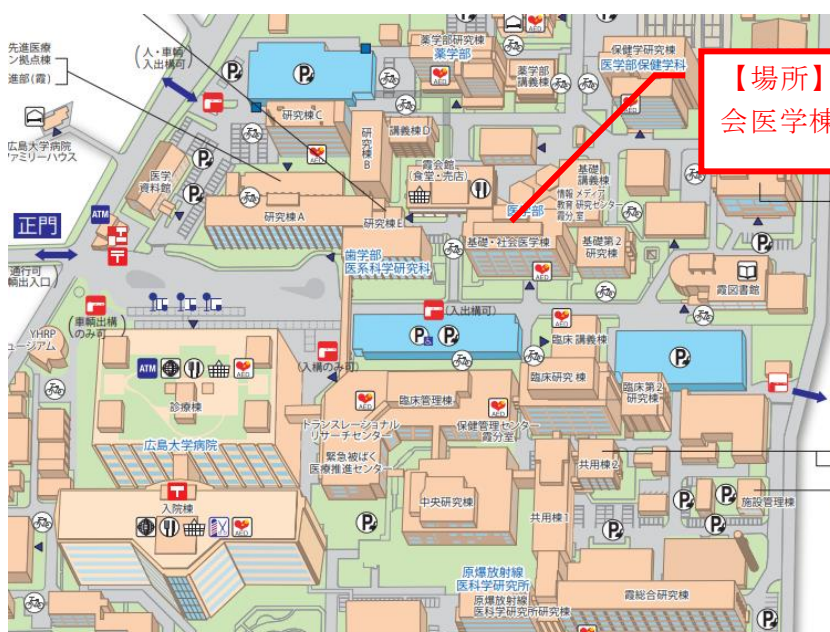 先進医療
ン拠点棟
進部(霞)
(人・車輌
入出構可)
薬学部研究棟
薬学部
保健学研究棟
医学部保健学科
【場所】
会医学棟
薬学部
講義棟
研究棟C
研究棟B
講義棟D
広島大学病院
ファミリーハウス
医学
資料館
霞会館
(食堂・売店)
基礎
講義棟
情報 メディア
教育 研究センター
霞分 室
医学部
研究棟A
研究棟E
基礎・社会医学棟
基礎第2
研究棟
正門
ATM
歯学部
医系科学研究科
霞図書館
通行可
輌出入口
(車輌出構
のみ可)
(入出構可)
YHRP
ミュージアム
(入構のみ可)
臨床 講義棟
ATM
診療棟
臨床研究 棟
臨床第2
研究棟
臨床管理棟
トランスレーショナル
リサーチセンター
保健管理センター
霞分室
広島大学病院
緊急被ばく
医療推進センター
共用棟2
入院棟
中央研究棟
共用棟1
施設管理棟
原爆放射線
医科学研究所
原爆放射線
医科学研究所研究棟
霞総合研究棟